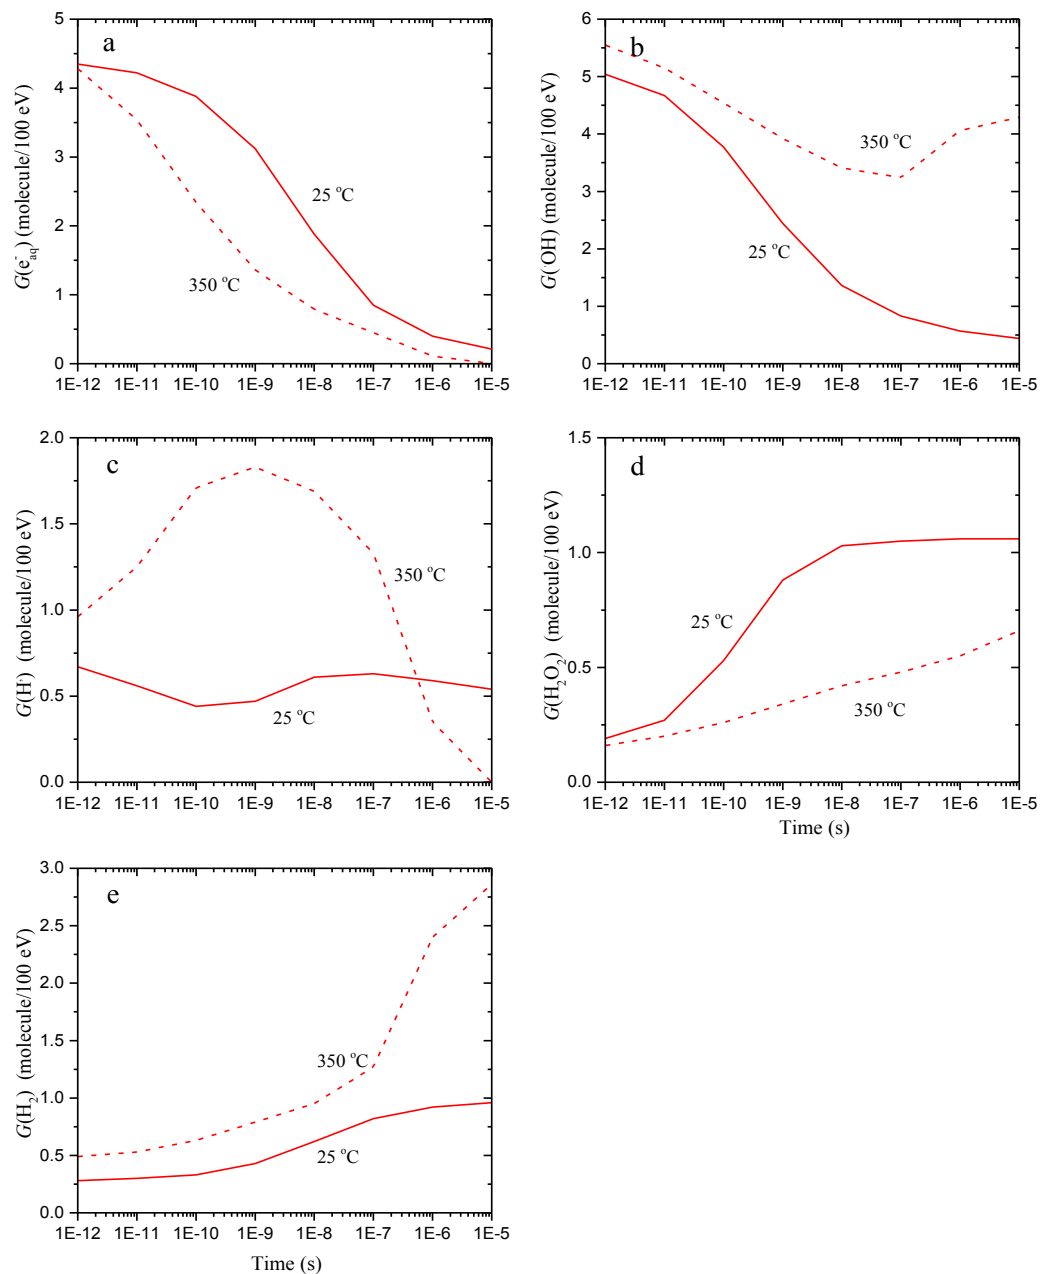 a
5
4
3
2
1
0
G(e⁻aq) (molecule/100 eV)
25 °C
350 °C
1E-12 1E-11 1E-10 1E-9 1E-8 1E-7 1E-6 1E-5
b
6
5
4
3
2
1
0
G(˙OH) (molecule/100 eV)
350 °C
25 °C
1E-12 1E-11 1E-10 1E-9 1E-8 1E-7 1E-6 1E-5
c
2.0
1.5
1.0
0.5
0.0
G(H˙) (molecule/100 eV)
350 °C
25 °C
1E-12 1E-11 1E-10 1E-9 1E-8 1E-7 1E-6 1E-5
d
1.5
1.0
0.5
0.0
G(H₂O₂) (molecule/100 eV)
25 °C
350 °C
1E-12 1E-11 1E-10 1E-9 1E-8 1E-7 1E-6 1E-5
Time (s)
e
3.0
2.5
2.0
1.5
1.0
0.5
0.0
G(H₂) (molecule/100 eV)
350 °C
25 °C
1E-12 1E-11 1E-10 1E-9 1E-8 1E-7 1E-6 1E-5
Time (s)